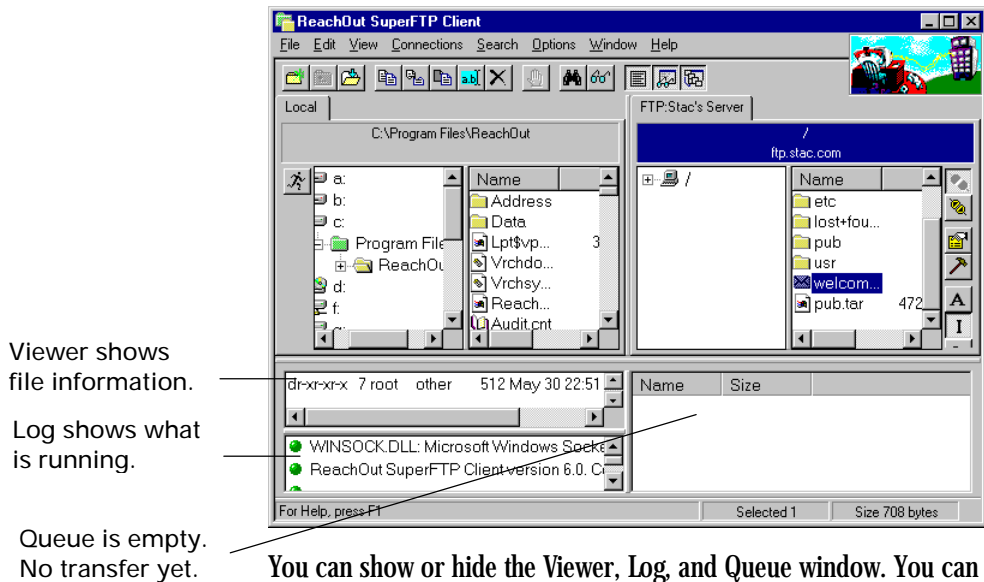 ReachOut SuperFTP Client
File Edit View Connections Search Options Window Help
Local
FTP:Stac's Server
C:\Program Files\ReachOut
/
ftp.stac.com
a:
b:
c:
Program File
ReachOu
d:
f:
Name
Address
Data
Lpt$vp... 3
Vrchdo...
Vrchsy...
Reach...
Audit.cnt
/
Name
etc
lost+fou...
pub
usr
welcom...
pub.tar 472
A
I
Viewer shows
file information.
dr-xr-xr-x 7 root other 512 May 30 22:51
Name Size
Log shows what
is running.
WINSOCK.DLL: Microsoft Windows Socke
ReachOut SuperFTP Client version 6.0. Co
For Help, press F1
Selected 1
Size 708 bytes
Queue is empty.
No transfer yet.
You can show or hide the Viewer, Log, and Queue window. You can